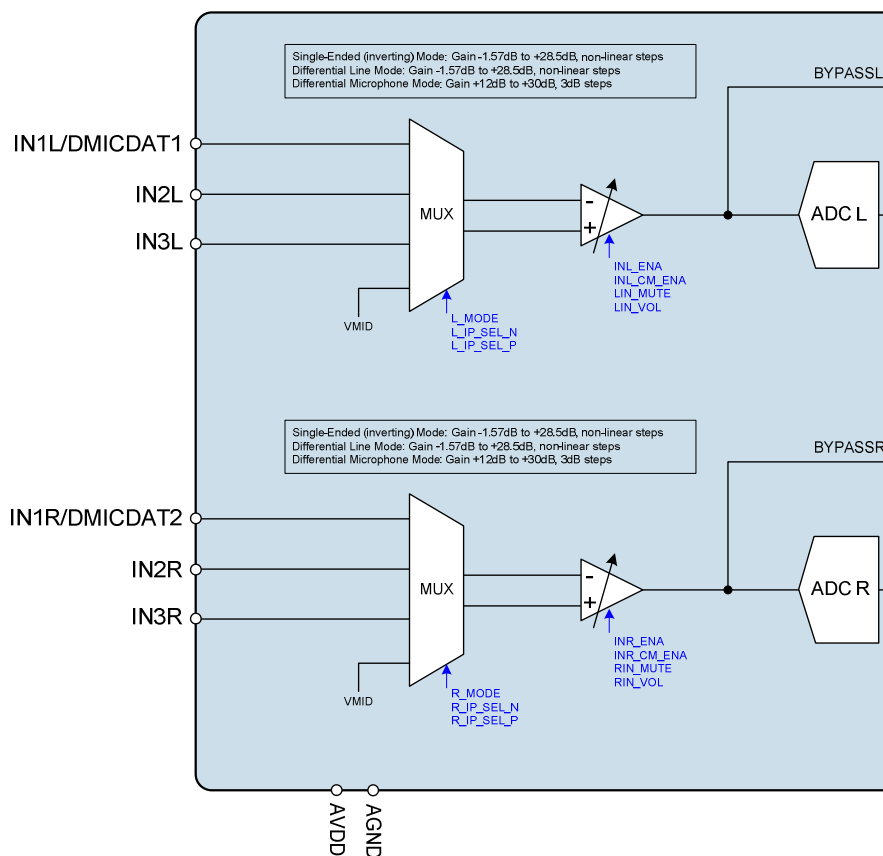 Single-Ended (inverting) Mode: Gain -1.57dB to +28.5dB, non-linear steps
Differential Line Mode: Gain -1.57dB to +28.5dB, non-linear steps
Differential Microphone Mode: Gain +12dB to +30dB, 3dB steps
BYPASSL
IN1L/DMICDAT1
IN2L
IN3L
MUX
-
+
ADC L
VMID
L_MODE
L_IP_SEL_N
L_IP_SEL_P
INL_ENA
INL_CM_ENA
LIN_MUTE
LIN_VOL
Single-Ended (inverting) Mode: Gain -1.57dB to +28.5dB, non-linear steps
Differential Line Mode: Gain -1.57dB to +28.5dB, non-linear steps
Differential Microphone Mode: Gain +12dB to +30dB, 3dB steps
BYPASSR
IN1R/DMICDAT2
IN2R
IN3R
MUX
-
+
ADC R
VMID
R_MODE
R_IP_SEL_N
R_IP_SEL_P
INR_ENA
INR_CM_ENA
RIN_MUTE
RIN_VOL
AVDD
AGND